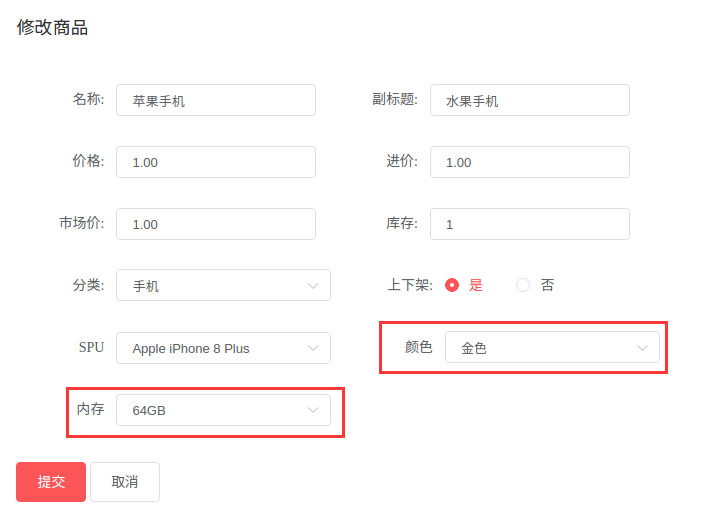 修改商品
名称: 苹果手机 副标题: 水果手机
价格: 1.00 进价: 1.00
市场价: 1.00 库存: 1
分类: 手机 上下架: 是 否
SPU Apple iPhone 8 Plus 颜色 金色
内存 64GB
提交 取消